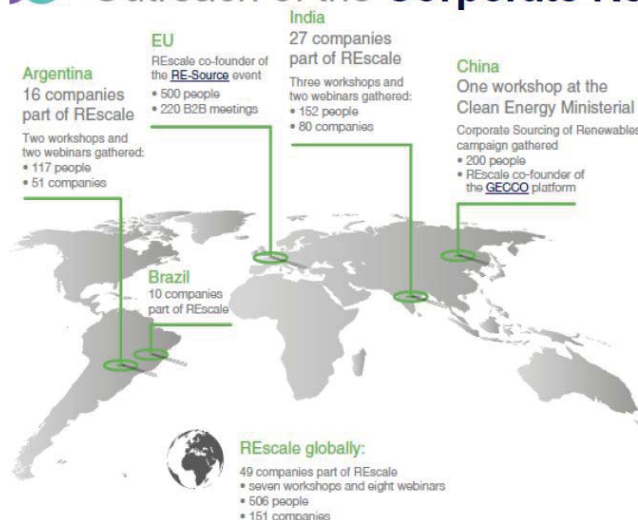 Outreach of the Corporate
India
27 companies
part of REscale
Three workshops and
two webinars gathered:
• 152 people
• 80 companies
EU
REscale co-founder of
the RE-Source event
• 500 people
• 220 B2B meetings
Argentina
16 companies
part of REscale
Two workshops and
two webinars gathered:
• 117 people
• 51 companies
China
One workshop at the
Clean Energy Ministerial
Corporate Sourcing of Renewables
campaign gathered
• 200 people
• REscale co-founder of
the GECCO platform
Brazil
10 companies
part of REscale
REscale globally:
49 companies part of REscale
• seven workshops and eight webinars
• 506 people
• 151 companies